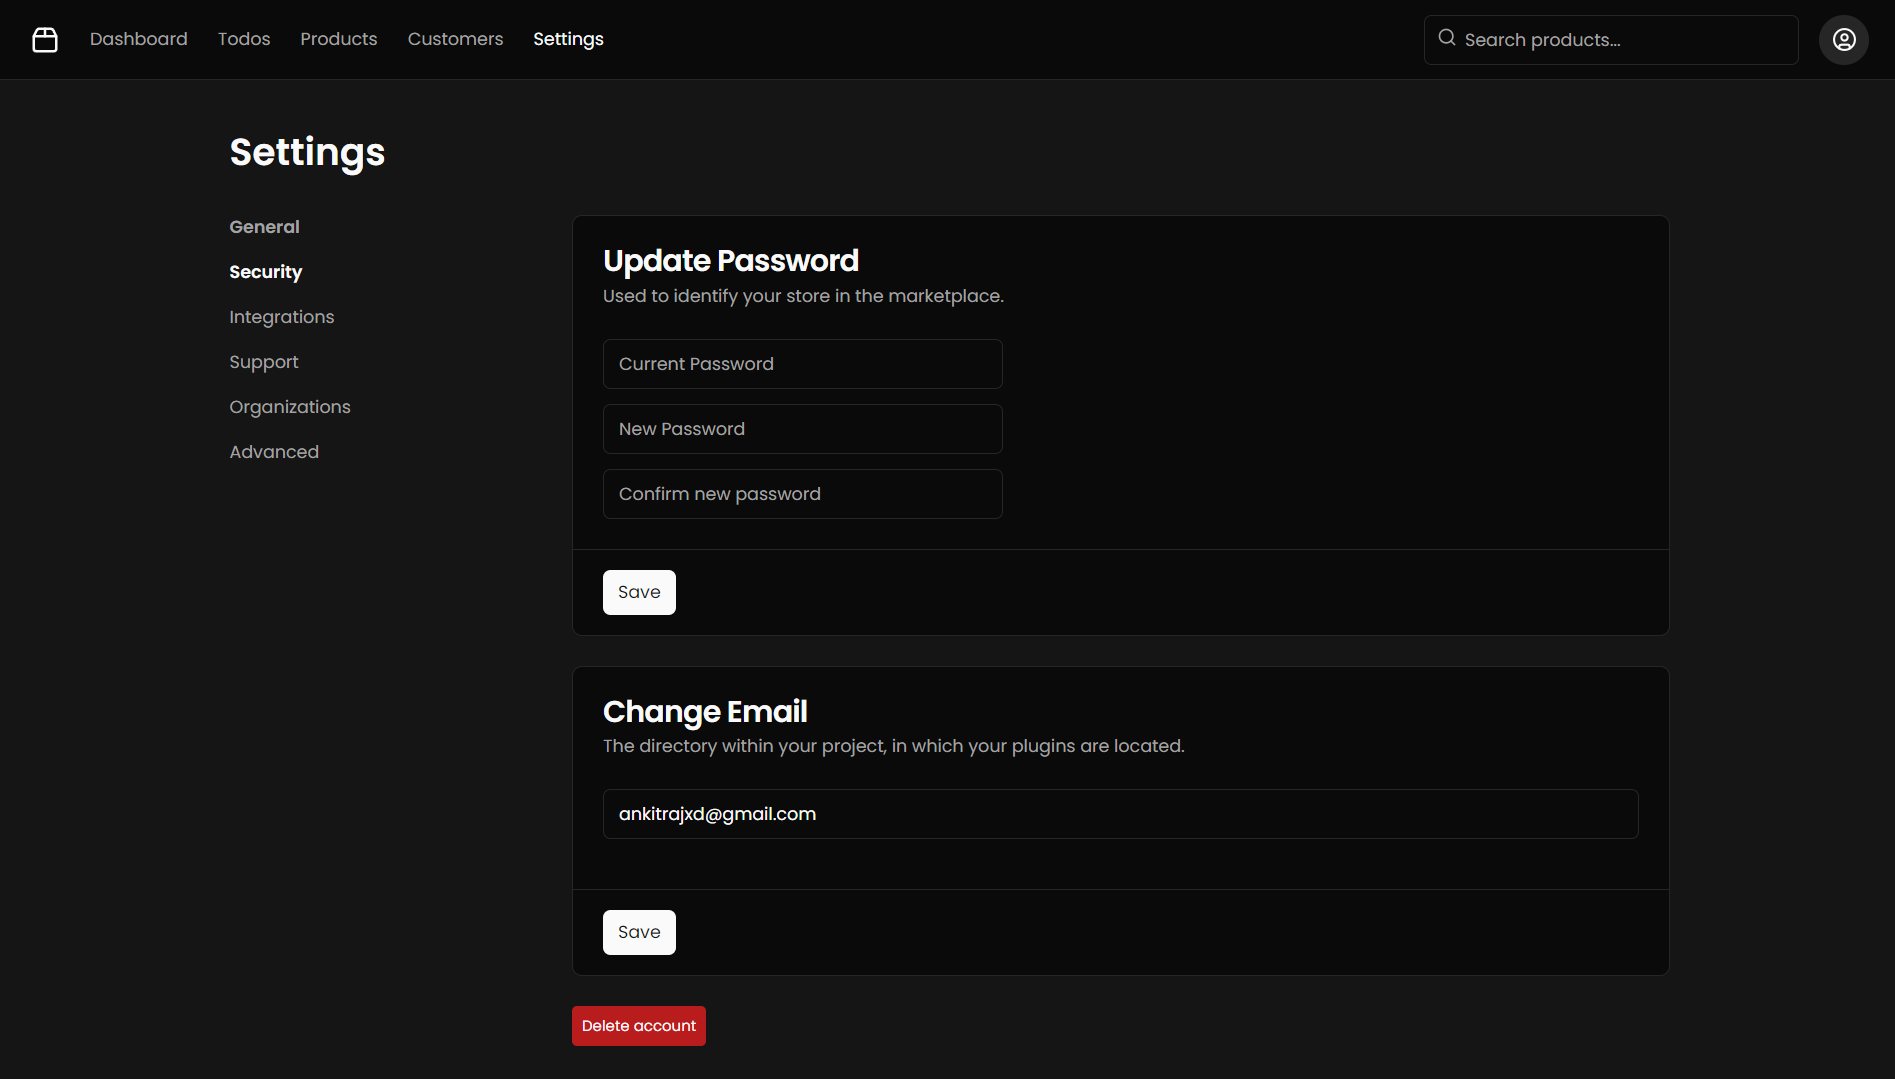 Dashboard Todos Products Customers Settings Search products...
Settings
General
Security
Integrations
Support
Organizations
Advanced
Update Password
Used to identify your store in the marketplace.
Current Password
New Password
Confirm new password
Save
Change Email
The directory within your project, in which your plugins are located.
ankitrajxd@gmail.com
Save
Delete account